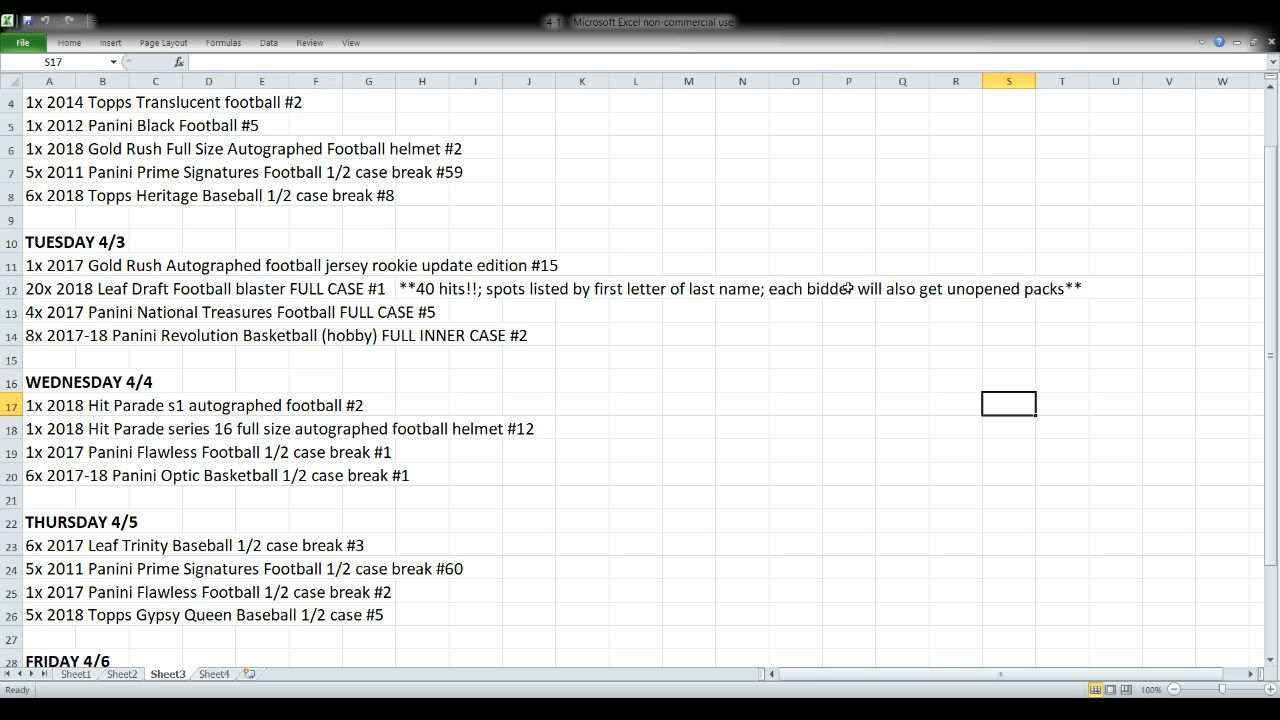 4-1 - Microsoft Excel non-commercial use
File Home Insert Page Layout Formulas Data Review View
S17 fx
A B C D E F G H I J K L M N O P Q R S T U V W
4 1x 2014 Topps Translucent football #2
5 1x 2012 Panini Black Football #5
6 1x 2018 Gold Rush Full Size Autographed Football helmet #2
7 5x 2011 Panini Prime Signatures Football 1/2 case break #59
8 6x 2018 Topps Heritage Baseball 1/2 case break #8
9
10 TUESDAY 4/3
11 1x 2017 Gold Rush Autographed football jersey rookie update edition #15
12 20x 2018 Leaf Draft Football blaster FULL CASE #1 **40 hits!!; spots listed by first letter of last name; each bidder will also get unopened packs**
13 4x 2017 Panini National Treasures Football FULL CASE #5
14 8x 2017-18 Panini Revolution Basketball (hobby) FULL INNER CASE #2
15
16 WEDNESDAY 4/4
17 1x 2018 Hit Parade s1 autographed football #2
18 1x 2018 Hit Parade series 16 full size autographed football helmet #12
19 1x 2017 Panini Flawless Football 1/2 case break #1
20 6x 2017-18 Panini Optic Basketball 1/2 case break #1
21
22 THURSDAY 4/5
23 6x 2017 Leaf Trinity Baseball 1/2 case break #3
24 5x 2011 Panini Prime Signatures Football 1/2 case break #60
25 1x 2017 Panini Flawless Football 1/2 case break #2
26 5x 2018 Topps Gypsy Queen Baseball 1/2 case #5
27
28 FRIDAY 4/6
Sheet1 Sheet2 Sheet3 Sheet4
Ready 100%